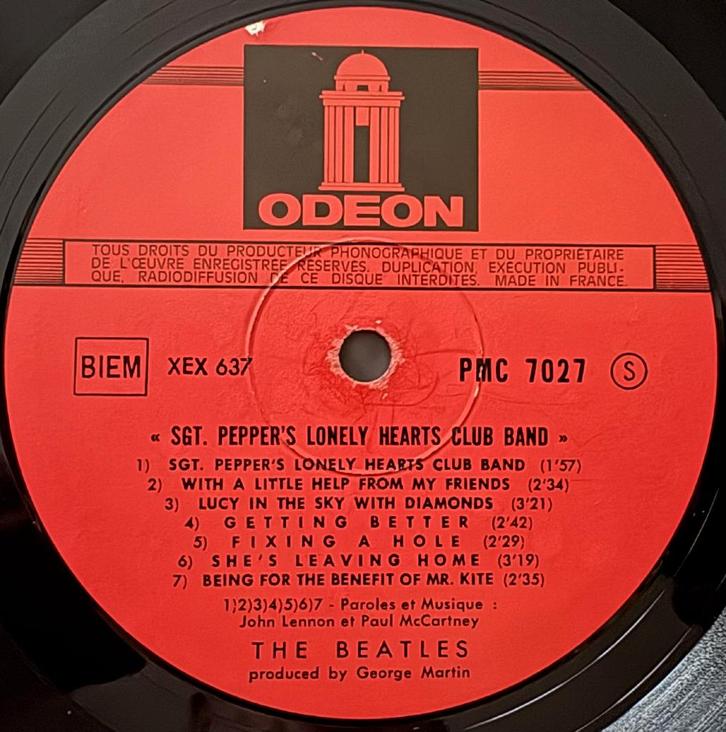 ODEON
TOUS DROITS DU PRODUCTEUR PHONOGRAPHIQUE ET DU PROPRIÉTAIRE
DE L'ŒUVRE ENREGISTRÉE RÉSERVÉS. DUPLICATION, EXÉCUTION PUBLI-
QUE, RADIODIFFUSION DE CE DISQUE INTERDITES. MADE IN FRANCE.
BIEM XEX 637 PMC 7027 S
« SGT. PEPPER'S LONELY HEARTS CLUB BAND »
1) SGT. PEPPER'S LONELY HEARTS CLUB BAND (1'57)
2) WITH A LITTLE HELP FROM MY FRIENDS (2'34)
3) LUCY IN THE SKY WITH DIAMONDS (3'21)
4) GETTING BETTER (2'42)
5) FIXING A HOLE (2'29)
6) SHE'S LEAVING HOME (3'19)
7) BEING FOR THE BENEFIT OF MR. KITE (2'35)
1)2)3)4)5)6)7 - Paroles et Musique :
John Lennon et Paul McCartney
THE BEATLES
produced by George Martin